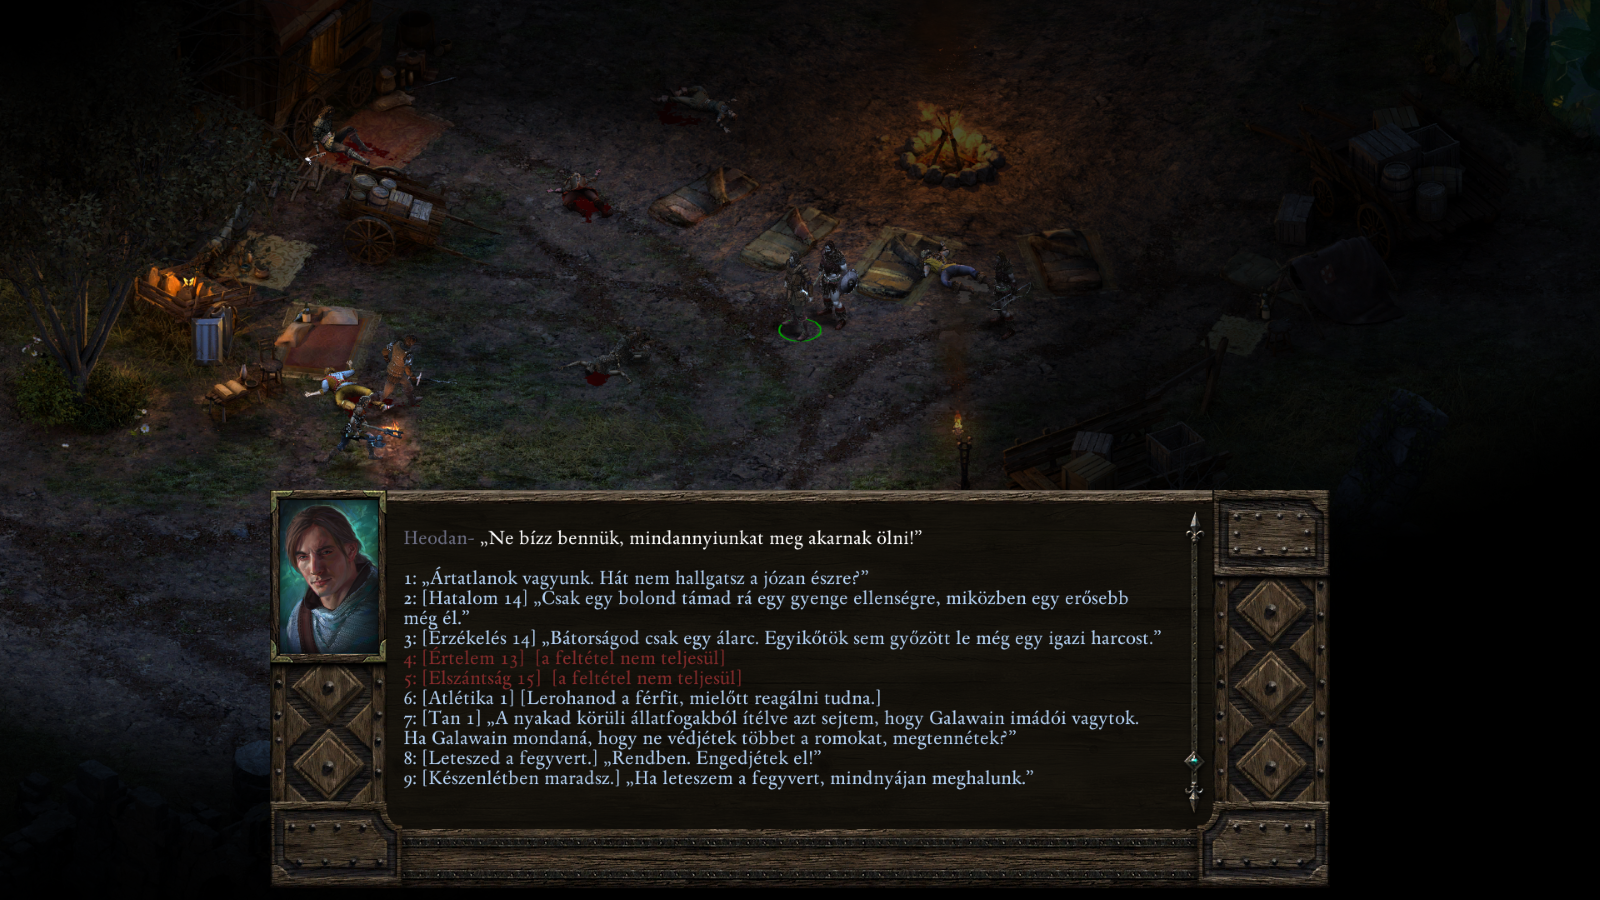 Heodan- „Ne bízz bennük, mindannyiunkat meg akarnak ölni!”
1: „Ártatlanok vagyunk. Hát nem hallgatsz a józan észre?”
2: [Hatalom 14] „Csak egy bolond támad rá egy gyenge ellenségre, miközben egy erősebb
még él.”
3: [Érzékelés 14] „Bátorságod csak egy álarc. Egyikőtök sem győzött le még egy igazi harcost.”
4: [Értelem 13] [a feltétel nem teljesül]
5: [Elszántság 15] [a feltétel nem teljesül]
6: [Atlétika 1] [Lerohanod a férfit, mielőtt reagálni tudna.]
7: [Tan 1] „A nyakad körüli állatfogakból ítélve azt sejtem, hogy Galawain imádói vagytok.
Ha Galawain mondaná, hogy ne védjétek többet a romokat, megtennétek?”
8: [Leteszed a fegyvert.] „Rendben. Engedjétek el!”
9: [Készenlétben maradsz.] „Ha leteszem a fegyvert, mindnyájan meghalunk.”